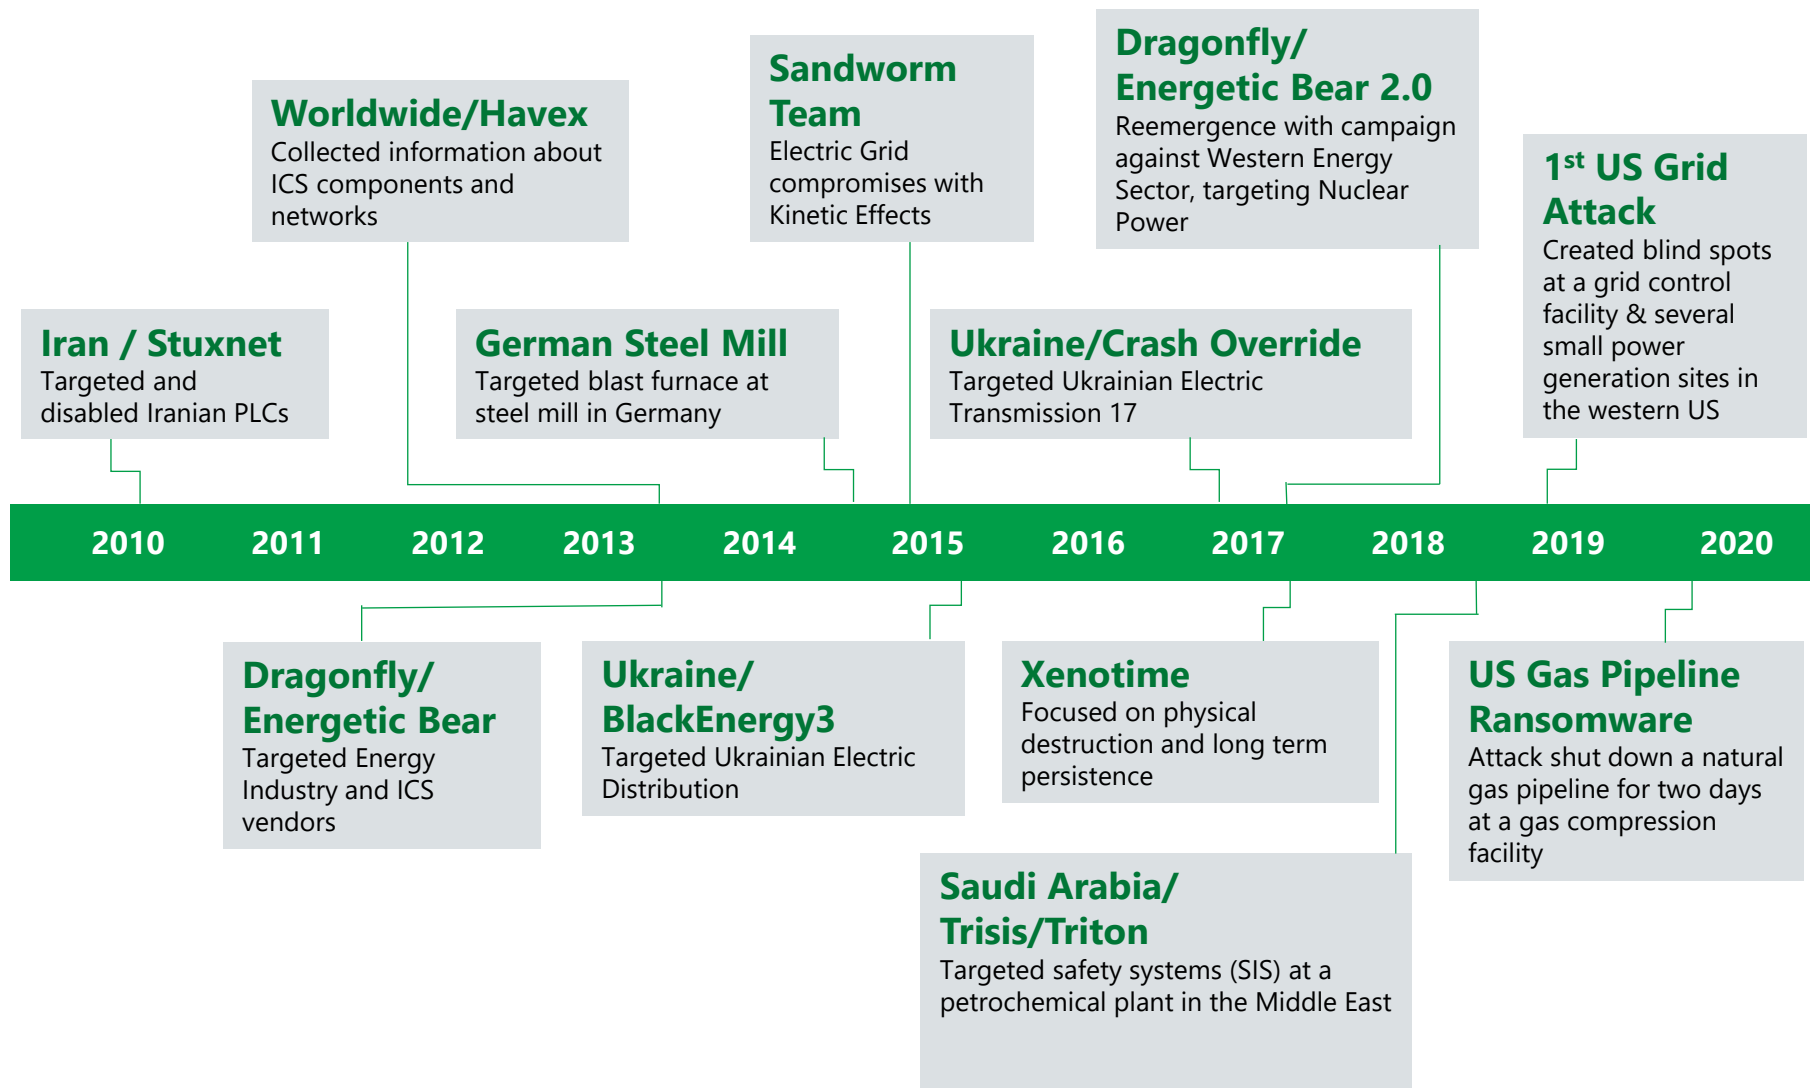 Worldwide/Havex
Collected information about
ICS components and
networks
Sandworm
Team
Electric Grid
compromises with
Kinetic Effects
Dragonfly/
Energetic Bear 2.0
Reemergence with campaign
against Western Energy
Sector, targeting Nuclear
Power
1st US Grid
Attack
Created blind spots
at a grid control
facility & several
small power
generation sites in
the western US
Iran / Stuxnet
Targeted and
disabled Iranian PLCs
German Steel Mill
Targeted blast furnace at
steel mill in Germany
Ukraine/Crash Override
Targeted Ukrainian Electric
Transmission 17
2010 2011 2012 2013 2014 2015 2016 2017 2018 2019 2020
Dragonfly/
Energetic Bear
Targeted Energy
Industry and ICS
vendors
Ukraine/
BlackEnergy3
Targeted Ukrainian Electric
Distribution
Xenotime
Focused on physical
destruction and long term
persistence
US Gas Pipeline
Ransomware
Attack shut down a natural
gas pipeline for two days
at a gas compression
facility
Saudi Arabia/
Trisis/Triton
Targeted safety systems (SIS) at a
petrochemical plant in the Middle East